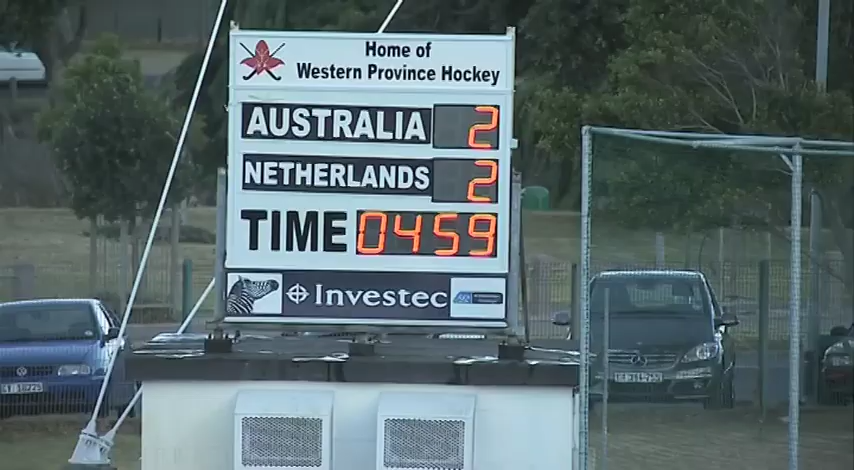 Home of
Western Province Hockey
AUSTRALIA 2
NETHERLANDS 2
TIME 0459
Investec